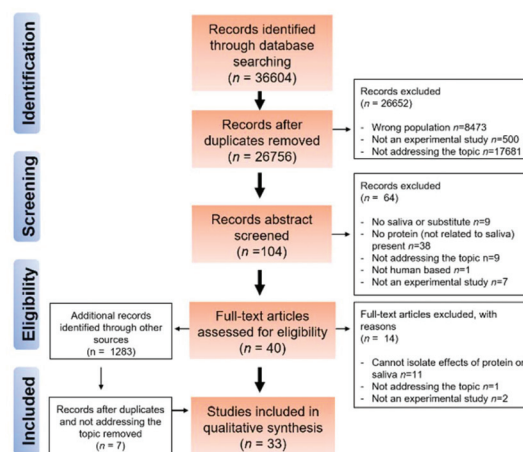 Identification
Records identified
through database
searching
(n = 36604)
Records excluded
(n = 26652)
- Wrong population n=8473
- Not an experimental study n=500
- Not addressing the topic n=17681
Records after
duplicates removed
(n = 26756)
Screening
Records abstract
screened
(n =104)
Records excluded
(n = 64)
- No saliva or substitute n=9
- No protein (not related to saliva)
present n=38
- Not addressing the topic n=9
- Not human based n=1
- Not an experimental study n=7
Eligibility
Additional records
identified through other
sources
(n = 1283)
Full-text articles
assessed for eligibility
(n = 40)
Full-text articles excluded, with
reasons
(n = 14)
- Cannot isolate effects of protein or
saliva n=11
- Not addressing the topic n=1
- Not an experimental study n=2
Included
Records after duplicates
and not addressing the
topic removed
(n = 7)
Studies included in
qualitative synthesis
(n = 33)